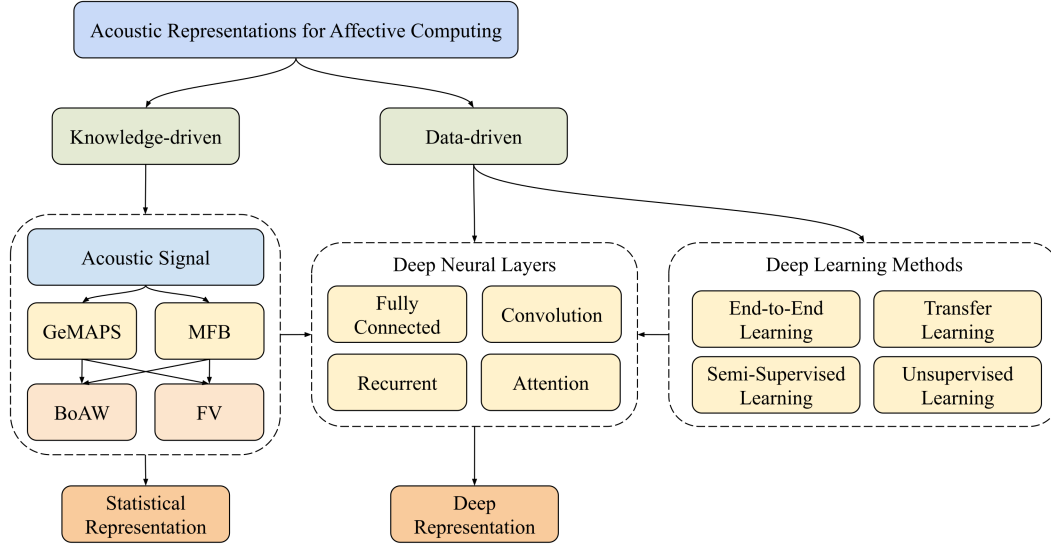 Acoustic Representations for Affective Computing
Knowledge-driven
Data-driven
Acoustic Signal
GeMAPS
MFB
BoAW
FV
Statistical
Representation
Deep Neural Layers
Fully
Connected
Convolution
Recurrent
Attention
Deep
Representation
Deep Learning Methods
End-to-End
Learning
Transfer
Learning
Semi-Supervised
Learning
Unsupervised
Learning